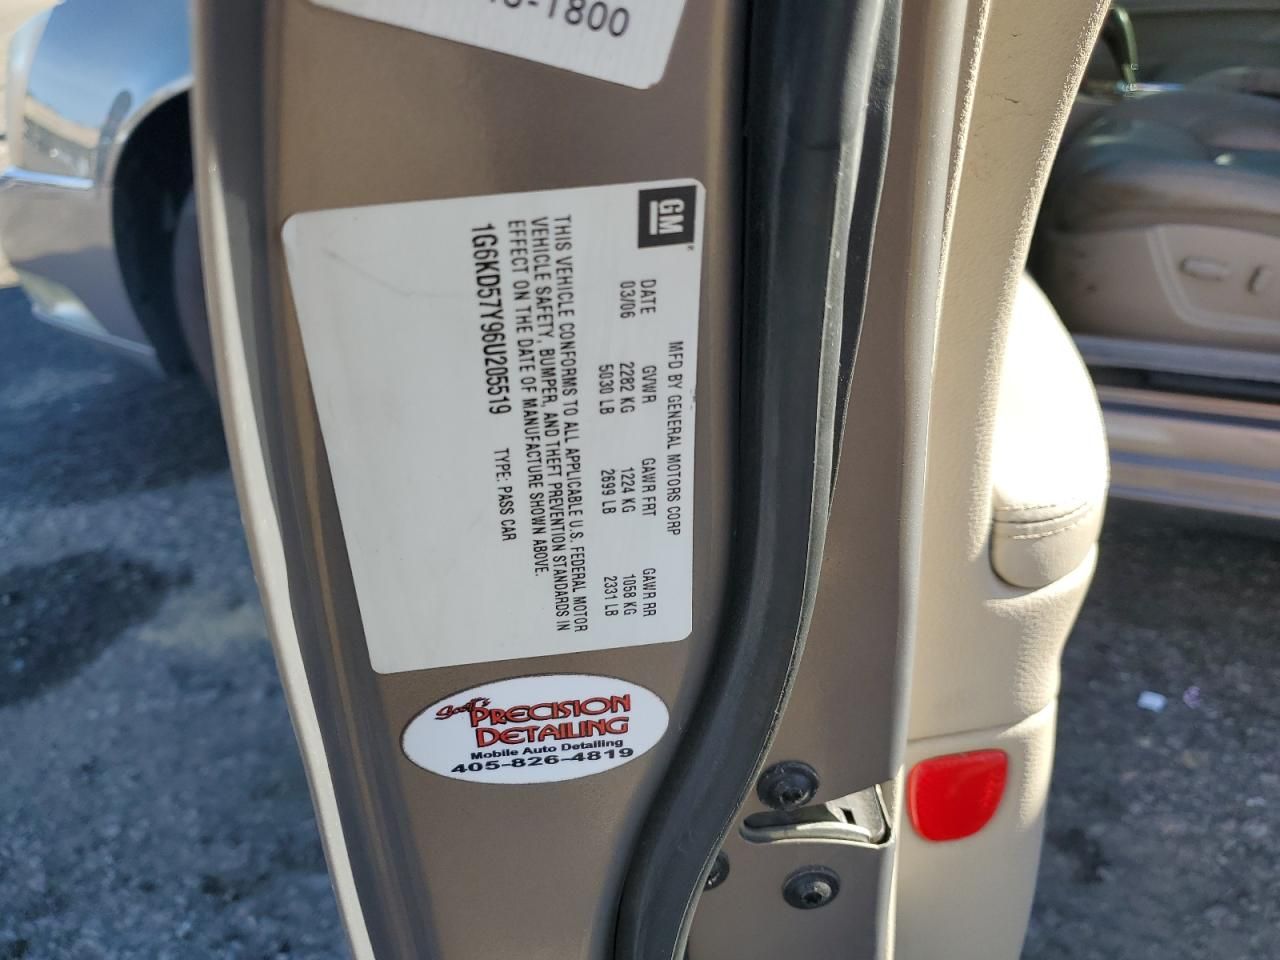 -1800
GM
MFD BY GENERAL MOTORS CORP
DATE GVWR GAWR FRT GAWR RR
03/06 2282 KG 1224 KG 1058 KG
5030 LB 2699 LB 2331 LB
THIS VEHICLE CONFORMS TO ALL APPLICABLE U.S. FEDERAL MOTOR
VEHICLE SAFETY, BUMPER, AND THEFT PREVENTION STANDARDS IN
EFFECT ON THE DATE OF MANUFACTURE SHOWN ABOVE.
1G6KD57Y96U205519 TYPE: PASS CAR
Scott's PRECISION
DETAILING
Mobile Auto Detailing
405-826-4819